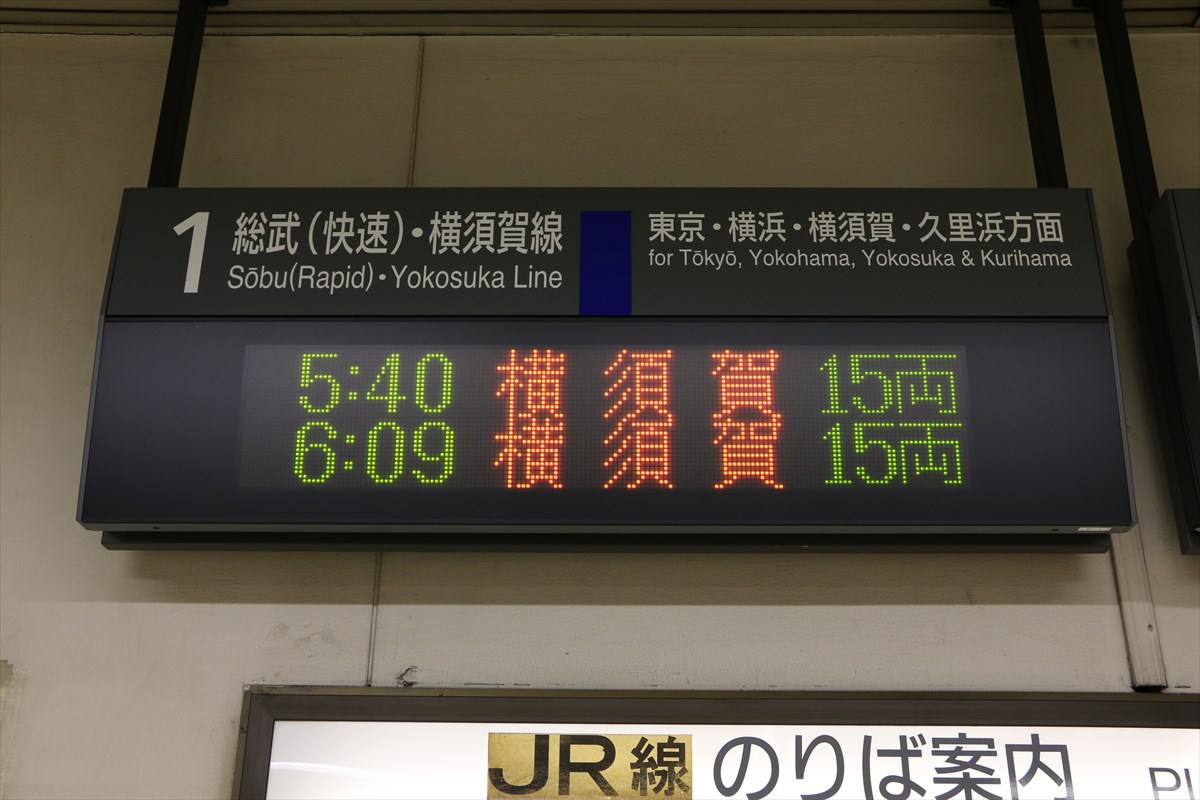 1 総武(快速)・横須賀線 東京・横浜・横須賀・久里浜方面
Sōbu(Rapid)・Yokosuka Line for Tōkyō, Yokohama, Yokosuka & Kurihama
5:40 横須賀 15両
6:09 横須賀 15両
JR線 のりば案内